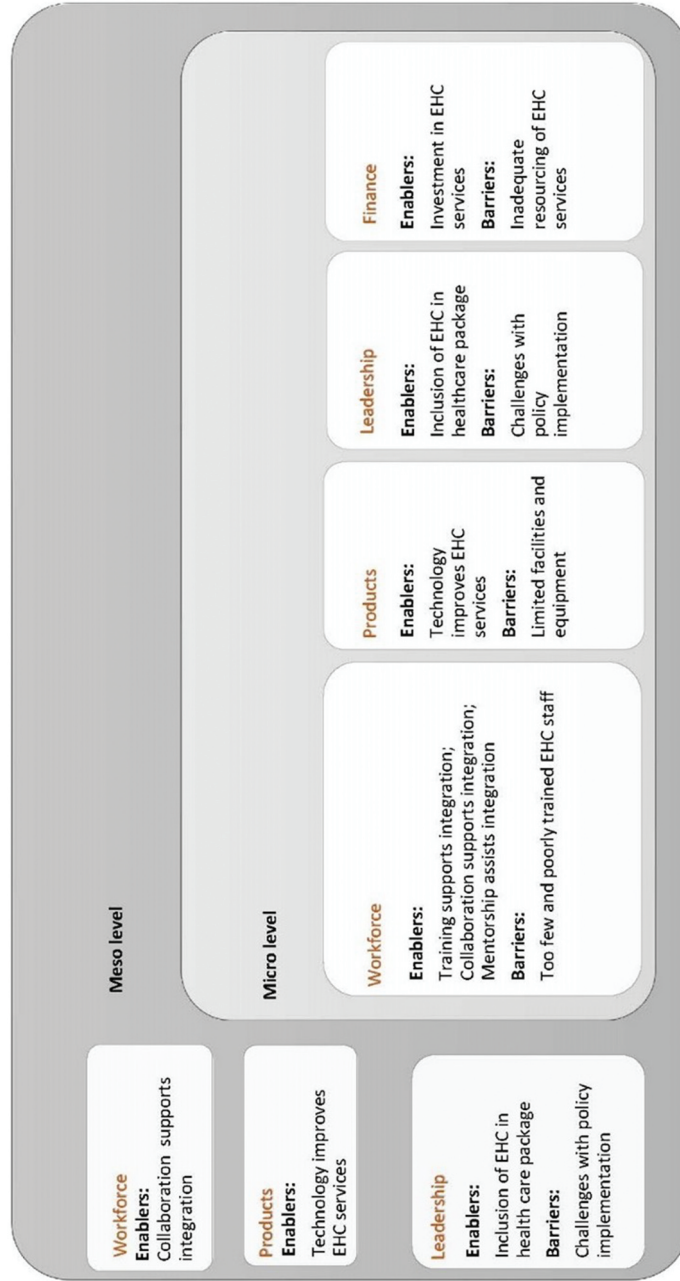 Meso level
Workforce
Enablers:
Collaboration supports
integration
Products
Enablers:
Technology improves
EHC services
Leadership
Enablers:
Inclusion of EHC in
health care package
Barriers:
Challenges with policy
implementation
Micro level
Workforce
Enablers:
Training supports integration;
Collaboration supports integration;
Mentorship assists integration
Barriers:
Too few and poorly trained EHC staff
Products
Enablers:
Technology
improves EHC
services
Barriers:
Limited facilities and
equipment
Leadership
Enablers:
Inclusion of EHC in
healthcare package
Barriers:
Challenges with
policy
implementation
Finance
Enablers:
Investment in EHC
services
Barriers:
Inadequate
resourcing of EHC
services